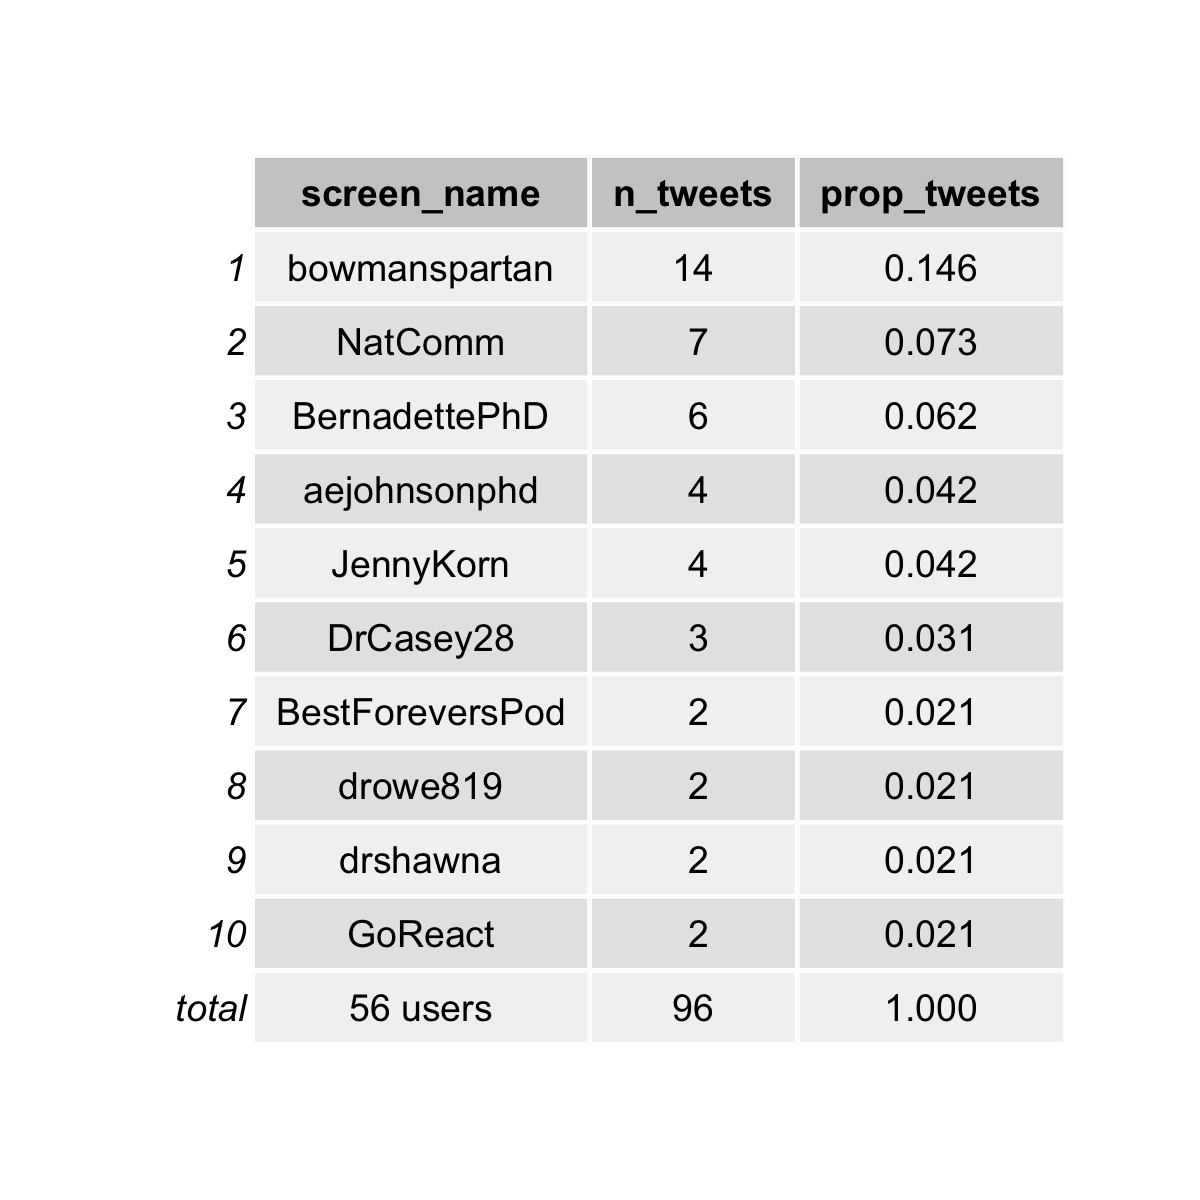 screen_name n_tweets prop_tweets
1 bowmanspartan 14 0.146
2 NatComm 7 0.073
3 BernadettePhD 6 0.062
4 aejohnsonphd 4 0.042
5 JennyKorn 4 0.042
6 DrCasey28 3 0.031
7 BestForeversPod 2 0.021
8 drowe819 2 0.021
9 drshawna 2 0.021
10 GoReact 2 0.021
total 56 users 96 1.000